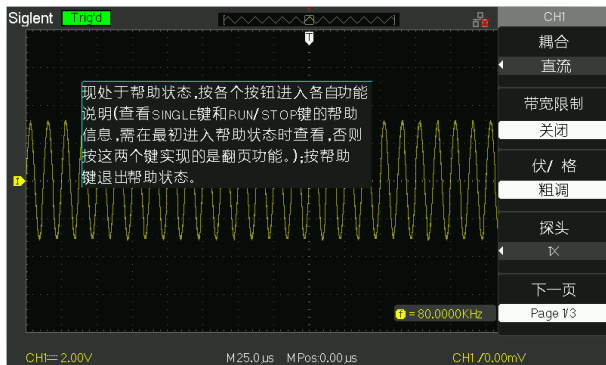 Siglent Trig'd CH1
T
耦合
直流
现处于帮助状态,按各个按钮进入各自功能
说明(查看SINGLE键和RUN/STOP键的帮助
信息,需在最初进入帮助状态时查看,否则
按这两个键实现的是翻页功能。);按帮助
键退出帮助状态。
带宽限制
关闭
伏/格
粗调
探头
1X
下一页
Page 1/3
f = 80.0000KHz
CH1= 2.00V M25.0μs MPos:0.00μs CH1 /0.00mV